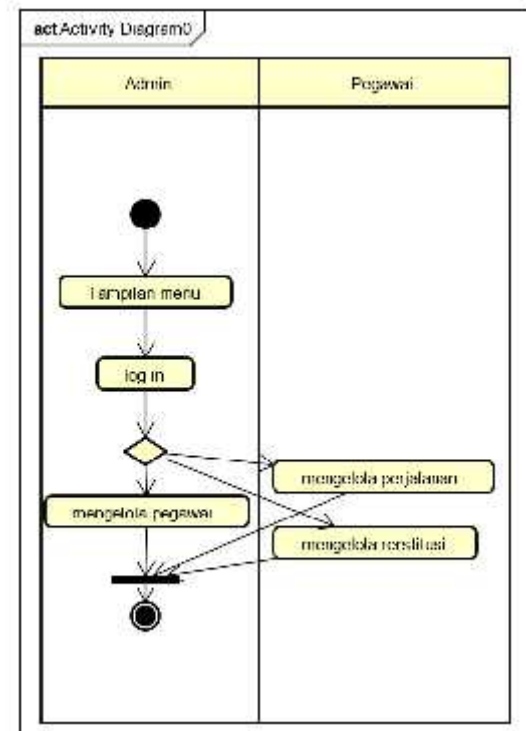 act Activity Diagram0
Admin
Pegawai
Tampilan menu
log in
mengelola perjalanan
mengelola pegawai
mengelola restitusi